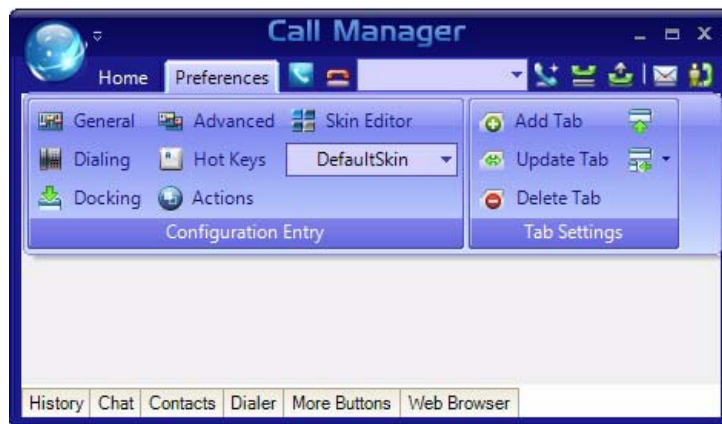 Call Manager
Home Preferences
General Advanced Skin Editor
Dialing Hot Keys DefaultSkin
Docking Actions
Configuration Entry
Add Tab
Update Tab
Delete Tab
Tab Settings
History Chat Contacts Dialer More Buttons Web Browser